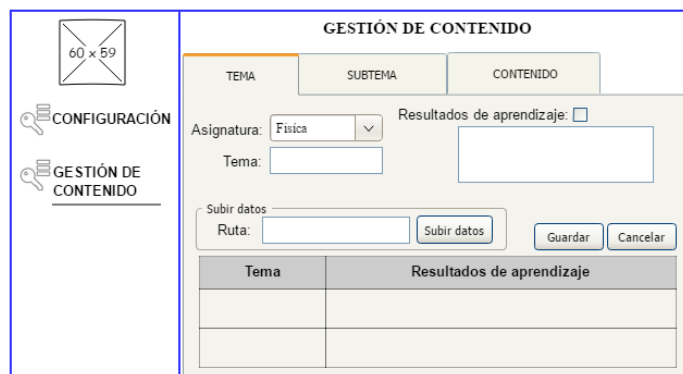 GESTIÓN DE CONTENIDO
60 x 59
CONFIGURACIÓN
GESTIÓN DE
CONTENIDO
TEMA SUBTEMA CONTENIDO
Asignatura: Fisíca Resultados de aprendizaje:
Tema:
Subir datos
Ruta: Subir datos Guardar Cancelar
Tema Resultados de aprendizaje